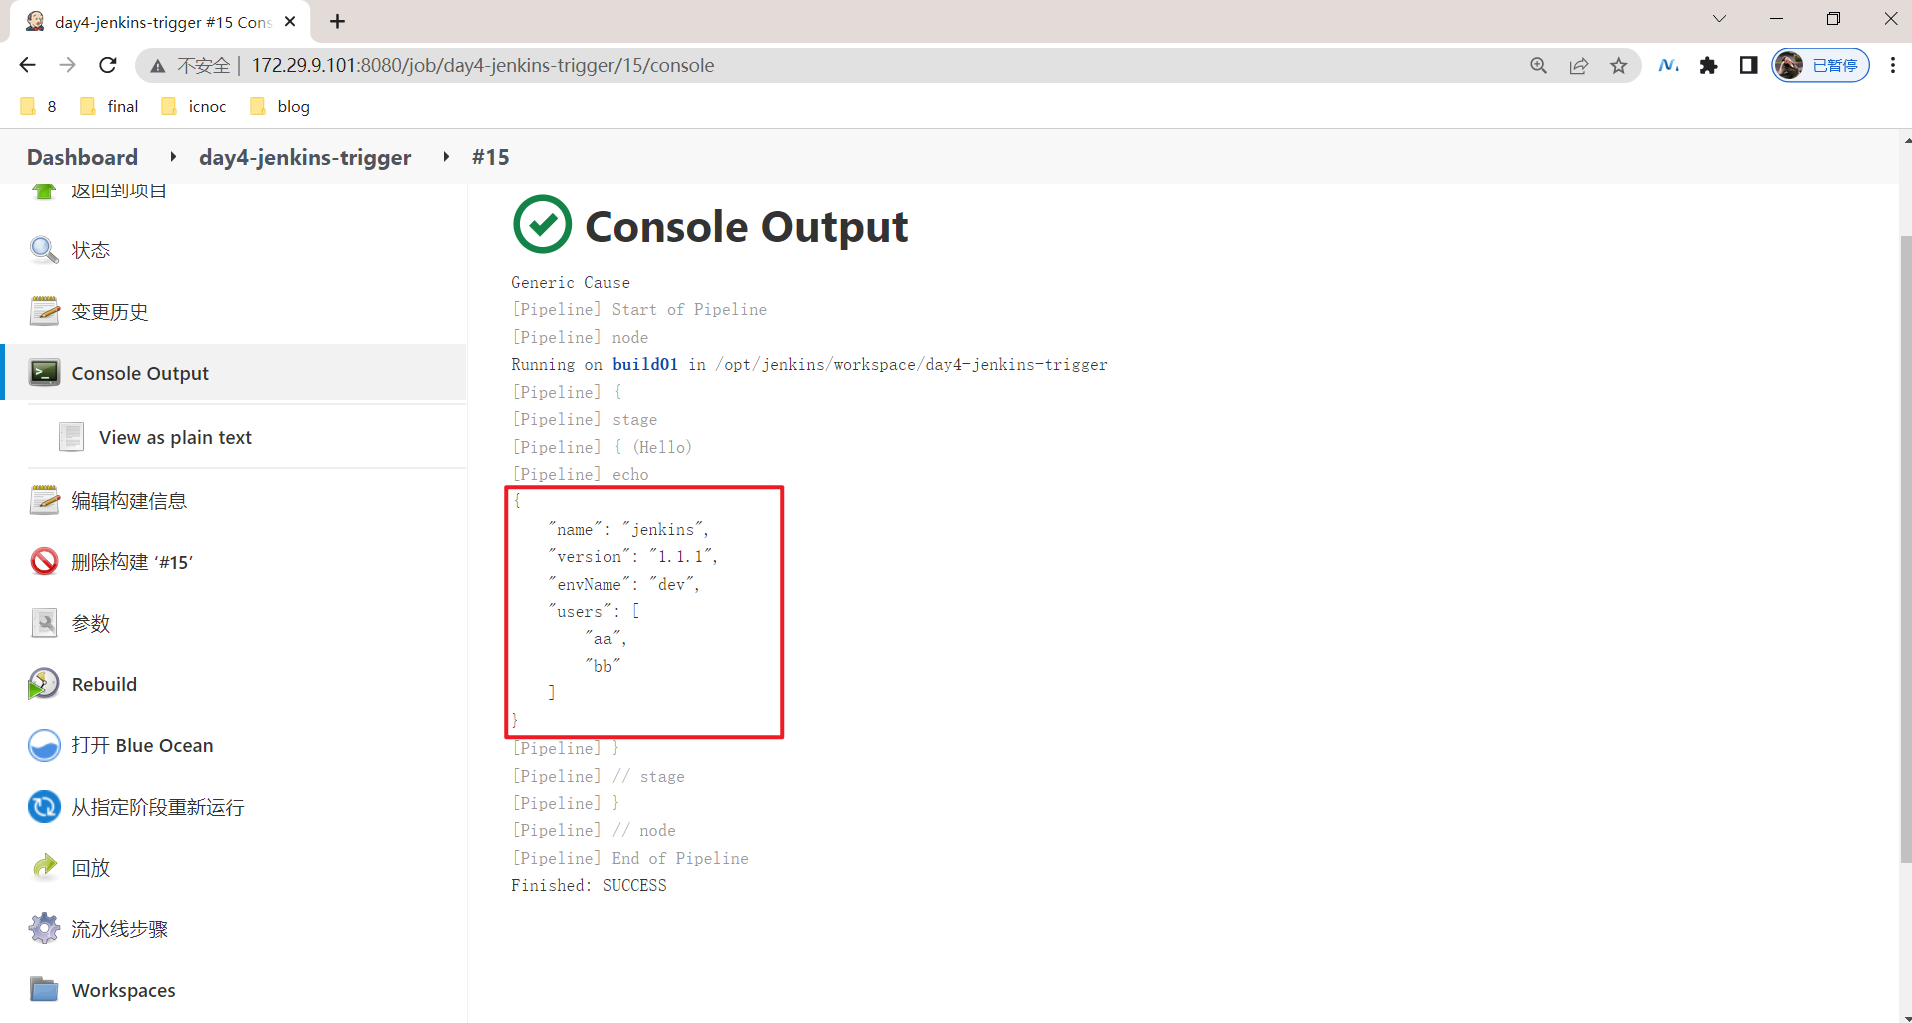 day4-jenkins-trigger #15 Cons
不安全
172.29.9.101:8080/job/day4-jenkins-trigger/15/console
已暂停
8
final
icnoc
blog
Dashboard
day4-jenkins-trigger
#15
返回到项目
状态
变更历史
Console Output
View as plain text
编辑构建信息
删除构建 ‘#15’
参数
Rebuild
打开 Blue Ocean
从指定阶段重新运行
回放
流水线步骤
Workspaces
Console Output
Generic Cause
[Pipeline] Start of Pipeline
[Pipeline] node
Running on build01 in /opt/jenkins/workspace/day4-jenkins-trigger
[Pipeline] {
[Pipeline] stage
[Pipeline] { (Hello)
[Pipeline] echo
{
    "name": "jenkins",
    "version": "1.1.1",
    "envName": "dev",
    "users": [
        "aa",
        "bb"
    ]
}
[Pipeline] }
[Pipeline] // stage
[Pipeline] }
[Pipeline] // node
[Pipeline] End of Pipeline
Finished: SUCCESS